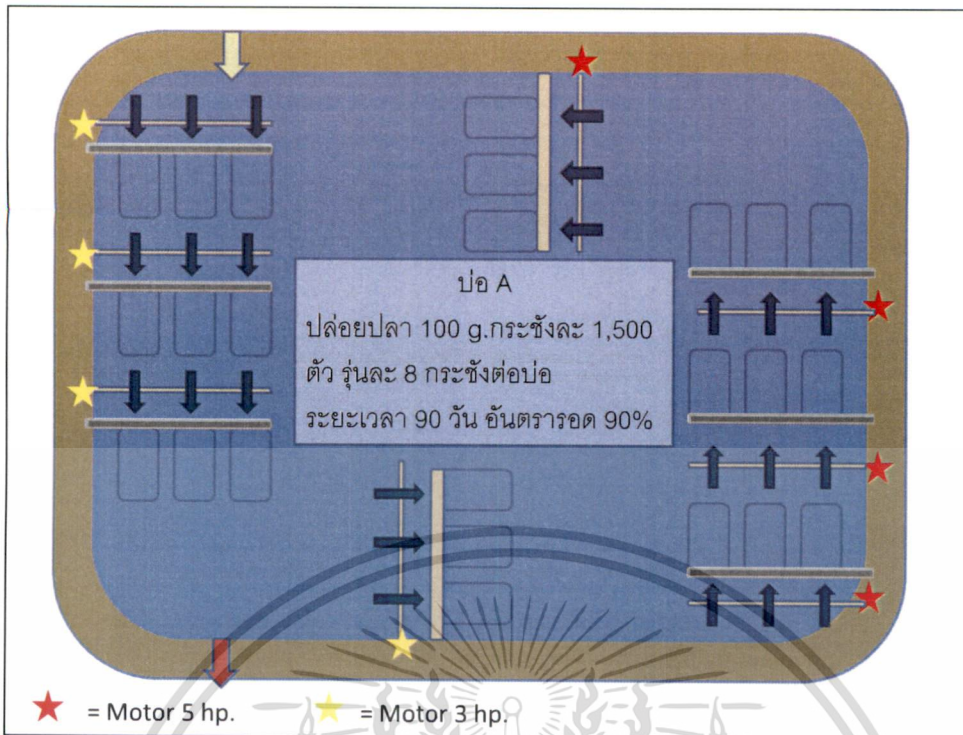 บ่อ A
ปล่อยปลา 100 g.กระชังละ 1,500
ตัว รุ่นละ 8 กระชังต่อบ่อ
ระยะเวลา 90 วัน อันตรารอด 90%
= Motor 5 hp. = Motor 3 hp.